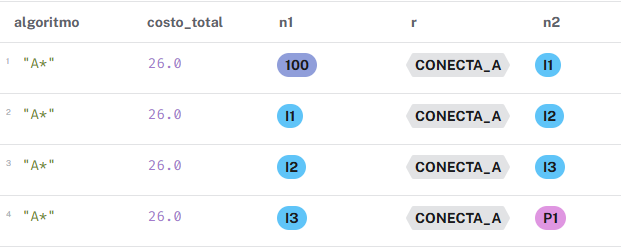 algoritmo costo_total n1 r n2
1 "A*" 26.0 100 CONECTA_A I1
2 "A*" 26.0 I1 CONECTA_A I2
3 "A*" 26.0 I2 CONECTA_A I3
4 "A*" 26.0 I3 CONECTA_A P1